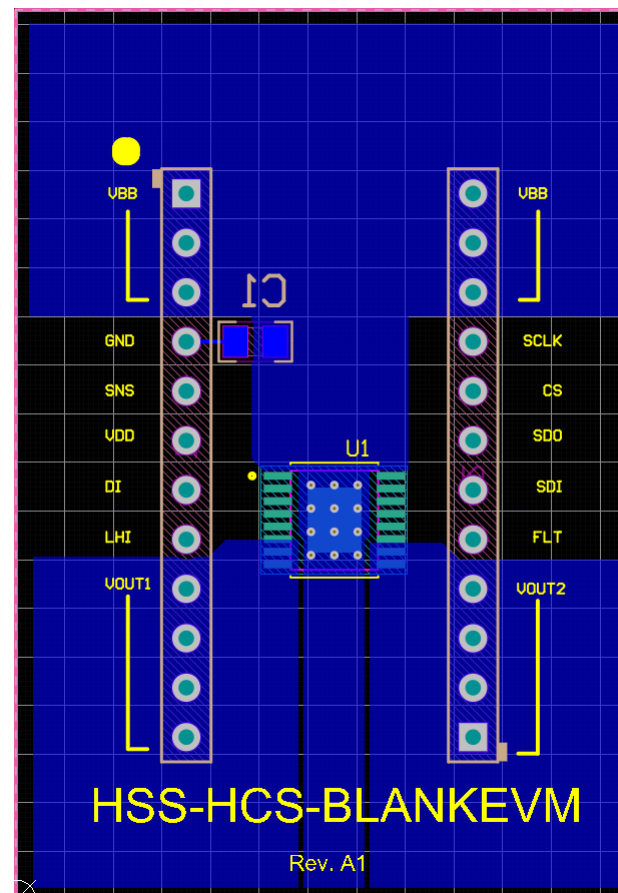 VBB
VBB
C1
GND
SCLK
SNS
CS
VDD
SDO
U1
DI
SDI
LHI
FLT
VOUT1
VOUT2
HSS-HCS-BLANKEVM
Rev. A1